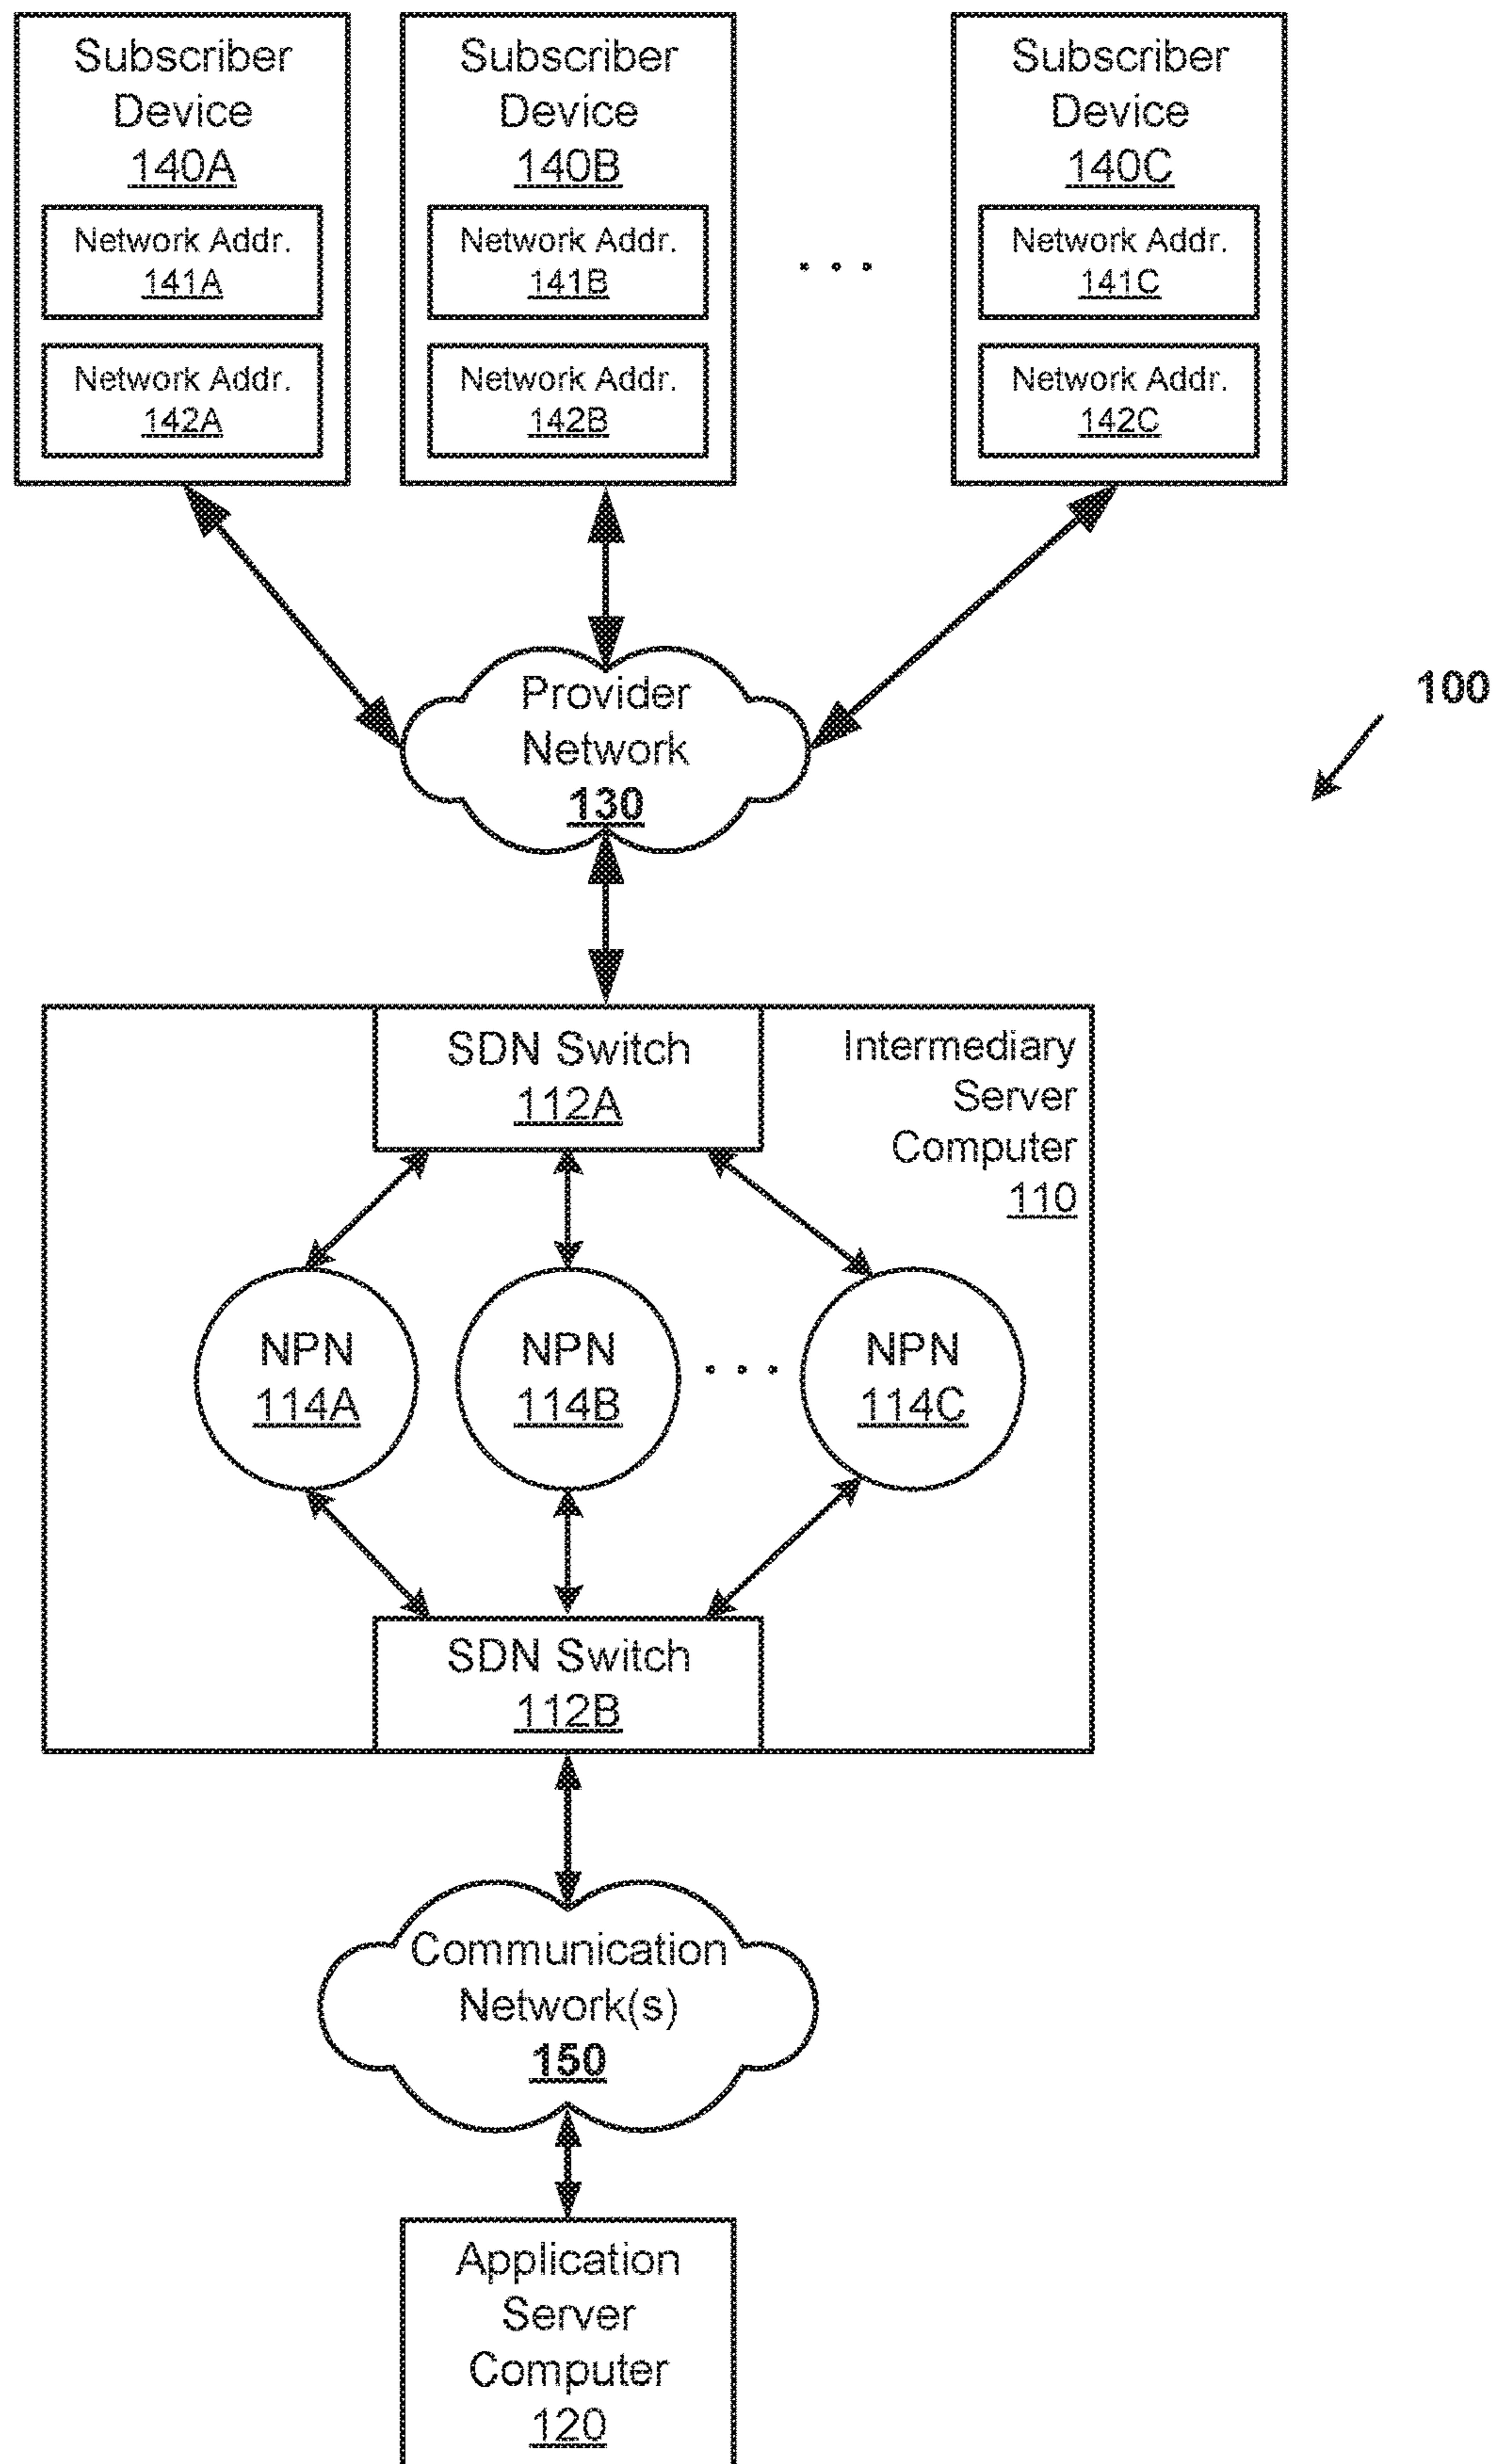 Subscriber
Device
140A
Network Addr.
141A
Network Addr.
142A
Subscriber
Device
140B
Network Addr.
141B
Network Addr.
142B
. . .
Subscriber
Device
140C
Network Addr.
141C
Network Addr.
142C
Provider
Network
130
100
SDN Switch
112A
Intermediary
Server
Computer
110
NPN
114A
NPN
114B
. . .
NPN
114C
SDN Switch
112B
Communication
Network(s)
150
Application
Server
Computer
120